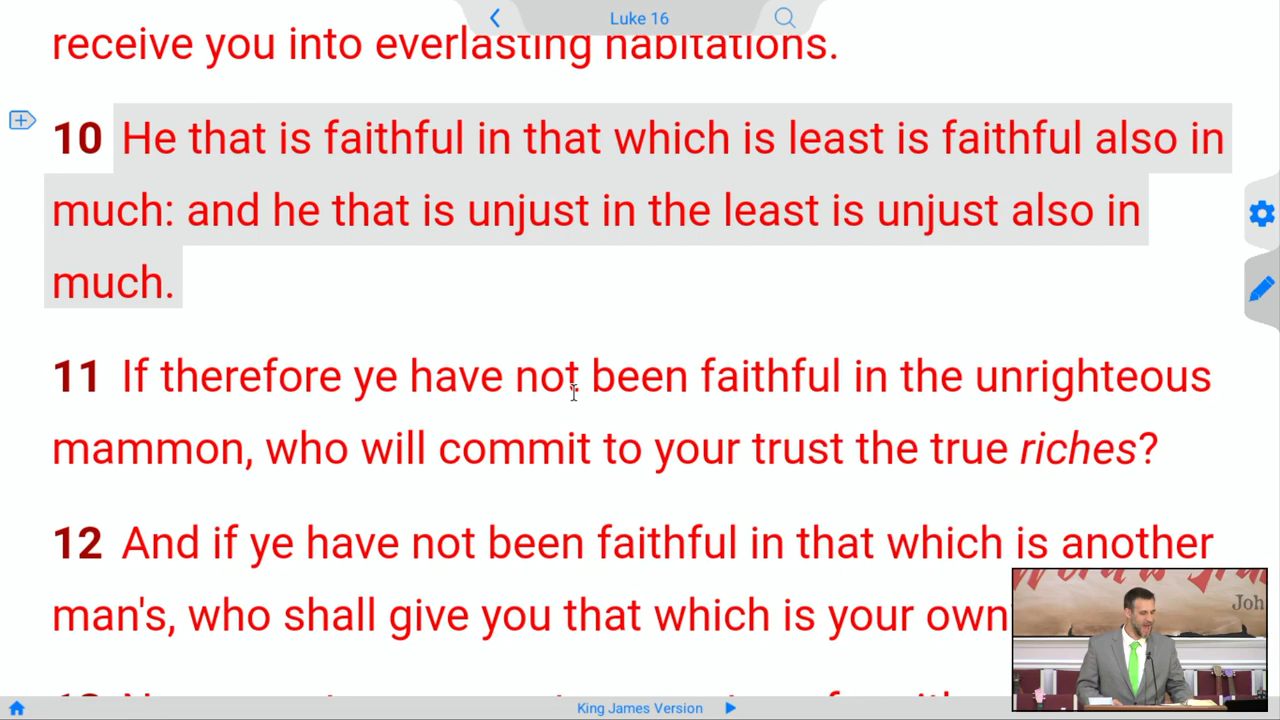 Luke 16
receive you into everlasting habitations.
10 He that is faithful in that which is least is faithful also in
much: and he that is unjust in the least is unjust also in
much.
11 If therefore ye have not been faithful in the unrighteous
mammon, who will commit to your trust the true riches?
12 And if ye have not been faithful in that which is another
man's, who shall give you that which is your own
Joh
King James Version